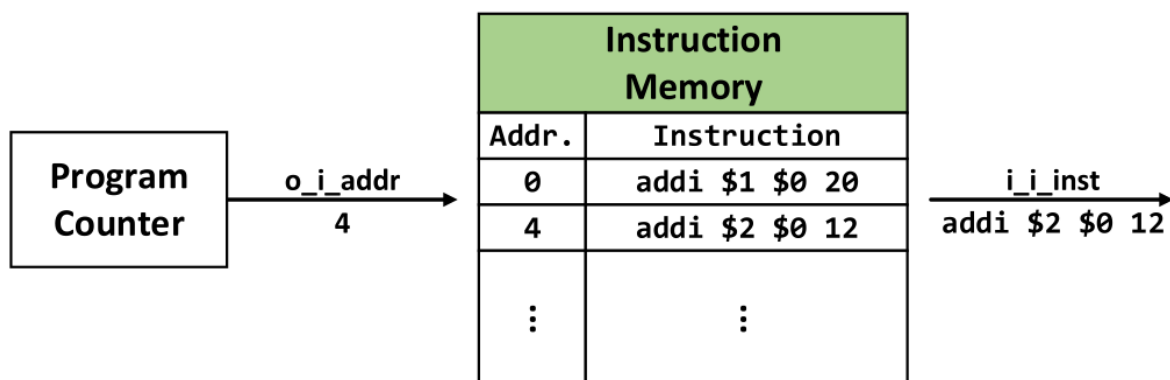 Program
Counter
o_i_addr
4
Instruction
Memory
Addr. Instruction
0 addi $1 $0 20
4 addi $2 $0 12
⋮ ⋮
i_i_inst
addi $2 $0 12